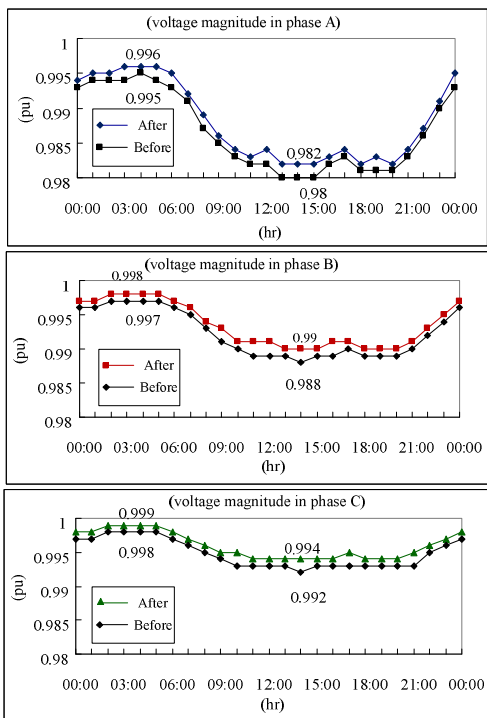 (voltage magnitude in phase A)
1
0.995
0.99
0.985
0.98
(pu)
0.996
0.995
0.982
0.98
After
Before
00:00 03:00 06:00 09:00 12:00 15:00 18:00 21:00 00:00
(hr)
(voltage magnitude in phase B)
1
0.995
0.99
0.985
0.98
(pu)
0.998
0.997
0.99
0.988
After
Before
00:00 03:00 06:00 09:00 12:00 15:00 18:00 21:00 00:00
(hr)
(voltage magnitude in phase C)
1
0.995
0.99
0.985
0.98
(pu)
0.999
0.998
0.994
0.992
After
Before
00:00 03:00 06:00 09:00 12:00 15:00 18:00 21:00 00:00
(hr)